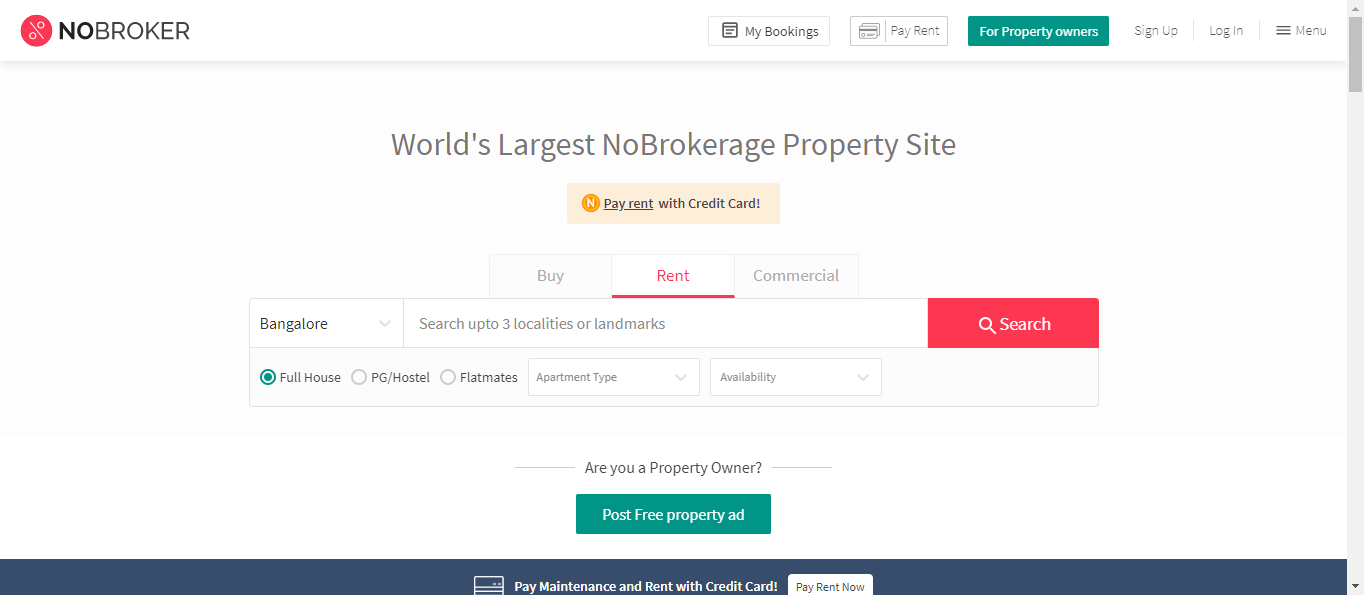 NOBROKER
My Bookings
Pay Rent
For Property owners
Sign Up
Log In
Menu
World's Largest NoBrokerage Property Site
N Pay rent with Credit Card!
Buy
Rent
Commercial
Bangalore
Search upto 3 localities or landmarks
Search
Full House
PG/Hostel
Flatmates
Apartment Type
Availability
Are you a Property Owner?
Post Free property ad
Pay Maintenance and Rent with Credit Card!
Pay Rent Now